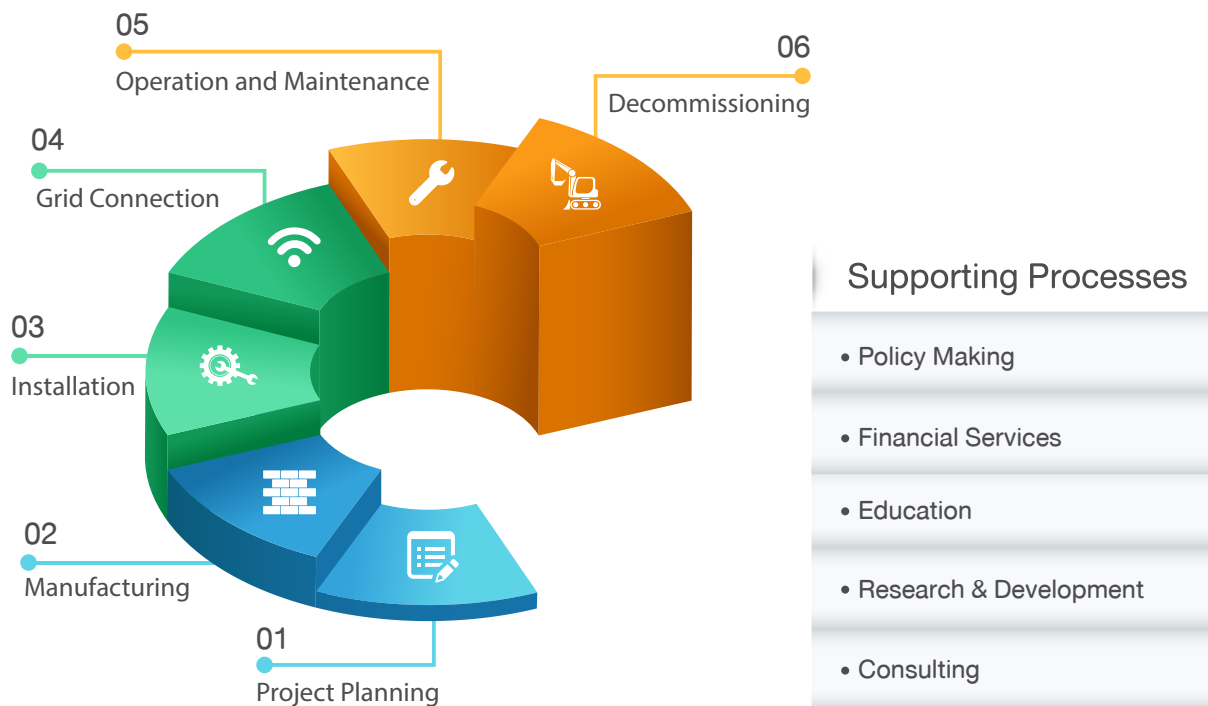 05
Operation and Maintenance
06
Decommissioning
04
Grid Connection
03
Installation
02
Manufacturing
01
Project Planning
Supporting Processes
• Policy Making
• Financial Services
• Education
• Research & Development
• Consulting